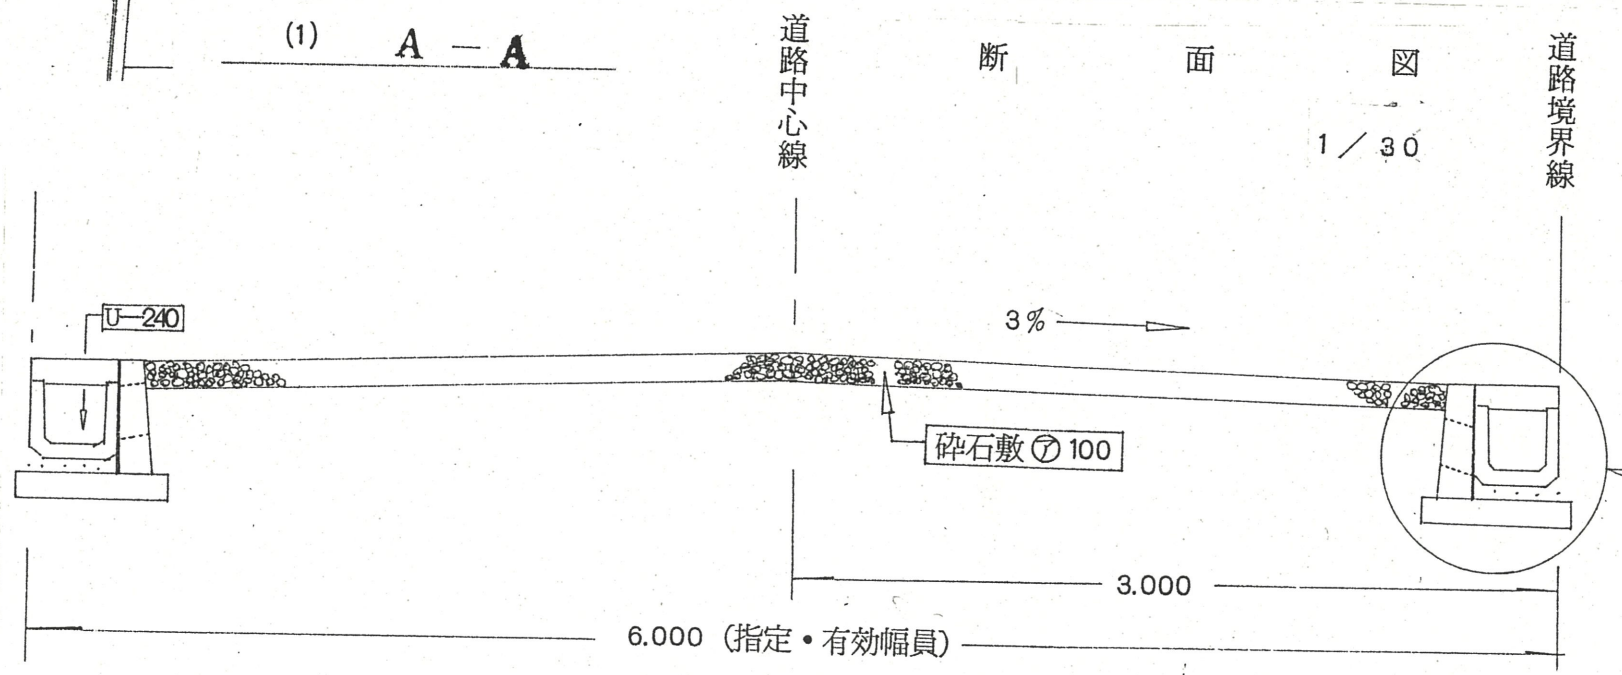 (1) A－A 断面図
1／30
道路中心線
道路境界線
U－240
3%
砕石敷 ㋐ 100
3.000
6.000 (指定・有効幅員)